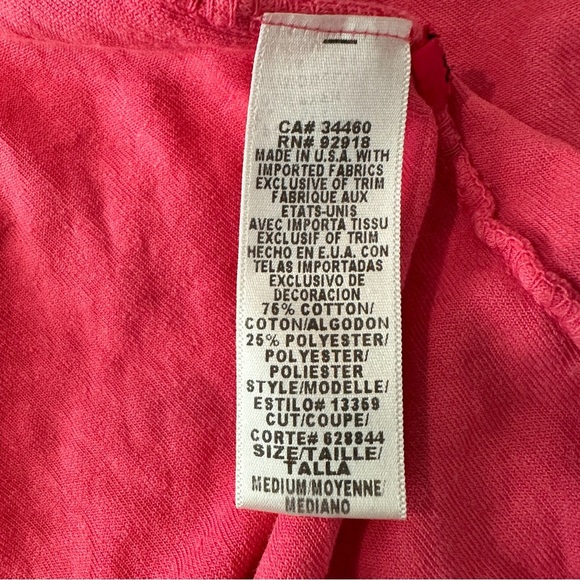 CA# 34460
RN# 92918
MADE IN U.S.A. WITH
IMPORTED FABRICS
EXCLUSIVE OF TRIM
FABRIQUE AUX
ETATS-UNIS
AVEC IMPORTA TISSU
EXCLUSIF OF TRIM
HECHO EN E.U.A. CON
TELAS IMPORTADAS
EXCLUSIVO DE
DECORACION
75% COTTON/
COTON/ALGODON
25% POLYESTER/
POLYESTER/
POLIESTER
STYLE/MODELLE/
ESTILO# 13359
CUT/COUPE/
CORTE# 628844
SIZE/TAILLE/
TALLA
MEDIUM/MOYENNE/
MEDIANO